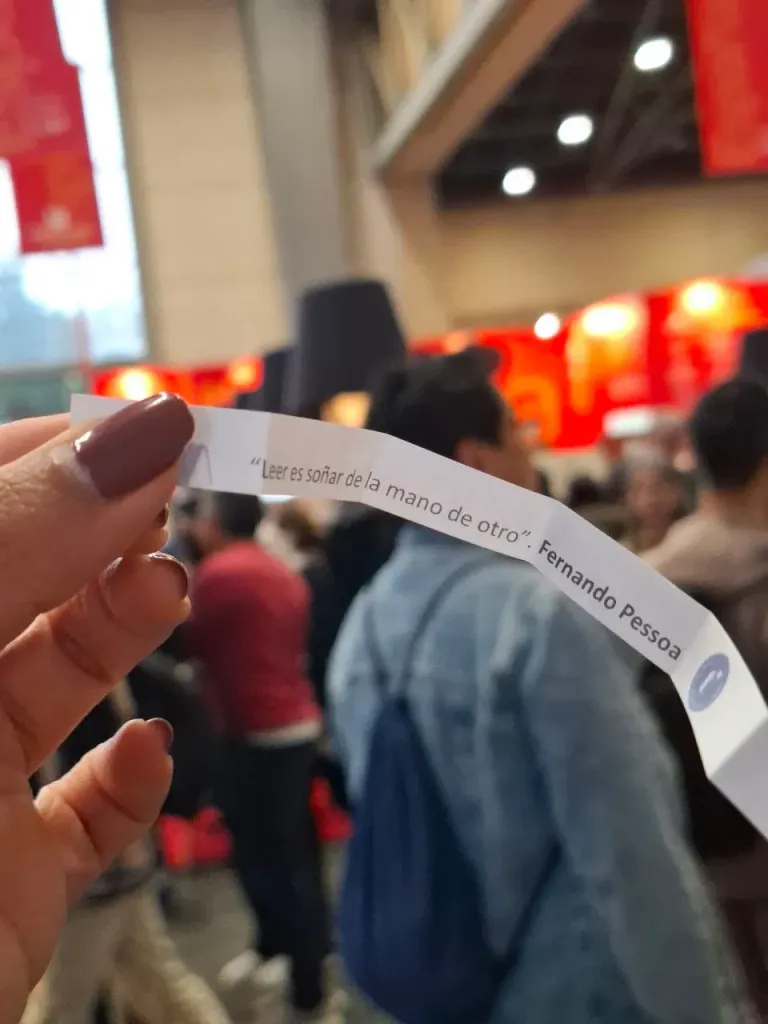 “Leer es soñar de la mano de otro”. Fernando Pessoa
r